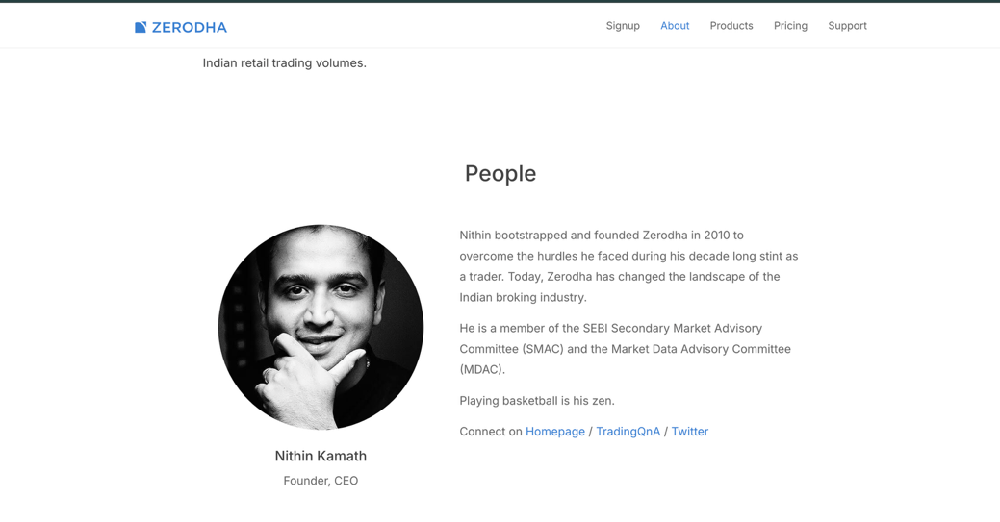 ZERODHA
Signup
About
Products
Pricing
Support
Indian retail trading volumes.
People
Nithin bootstrapped and founded Zerodha in 2010 to
overcome the hurdles he faced during his decade long stint as
a trader. Today, Zerodha has changed the landscape of the
Indian broking industry.
He is a member of the SEBI Secondary Market Advisory
Committee (SMAC) and the Market Data Advisory Committee
(MDAC).
Playing basketball is his zen.
Connect on Homepage / TradingQnA / Twitter
Nithin Kamath
Founder, CEO